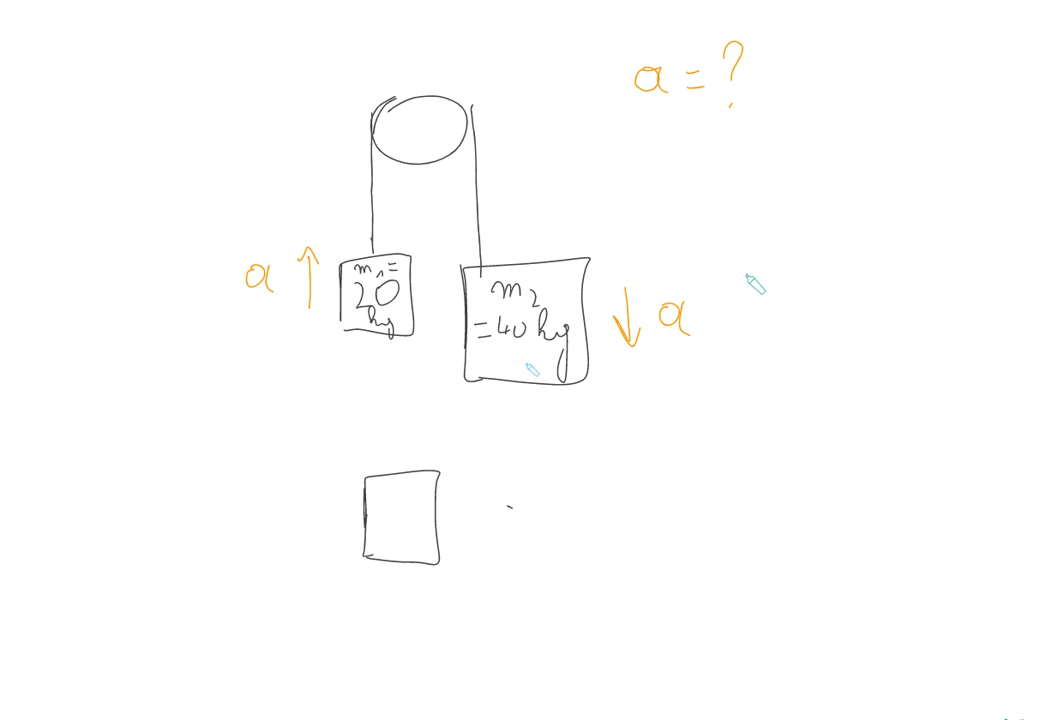 a = ?
a ↑
m₁ =
20
kg
m₂
= 40 kg
↓ a